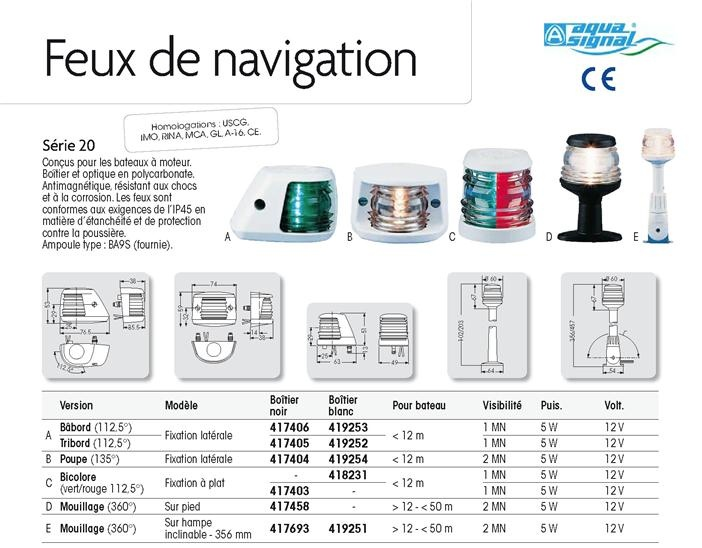 Feux de navigation
aqua signal
CE
Homologations : USCG,
IMO, RINA, MCA, GL, A-16, CE.
Série 20
Conçus pour les bateaux à moteur.
Boîtier et optique en polycarbonate.
Antimagnétique, résistant aux chocs
et à la corrosion. Les feux sont
conformes aux exigences de l'IP45 en
matière d'étanchéité et de protection
contre la poussière.
Ampoule type : BA9S (fournie).
A B C D E
38 74 Ø 60 Ø 60
53 29 26 76.5 85.5 112,5°
59 32 14 38
29 25 63 51 13 49
67 102/203 64
67 356/487 54
Version Modèle Boîtier noir Boîtier blanc Pour bateau Visibilité Puis. Volt.
A Bâbord (112,5°) Fixation latérale 417406 419253 < 12 m 1 MN 5 W 12 V
Tribord (112,5°) 417405 419252 1 MN 5 W 12 V
B Poupe (135°) Fixation latérale 417404 419254 < 12 m 2 MN 5 W 12 V
C Bicolore (vert/rouge 112,5°) Fixation à plat - 418231 < 12 m 1 MN 5 W 12 V
417403 - 1 MN 5 W 12 V
D Mouillage (360°) Sur pied 417458 - > 12 - < 50 m 2 MN 5 W 12 V
E Mouillage (360°) Sur hampe inclinable - 356 mm 417693 419251 > 12 - < 50 m 2 MN 5 W 12 V